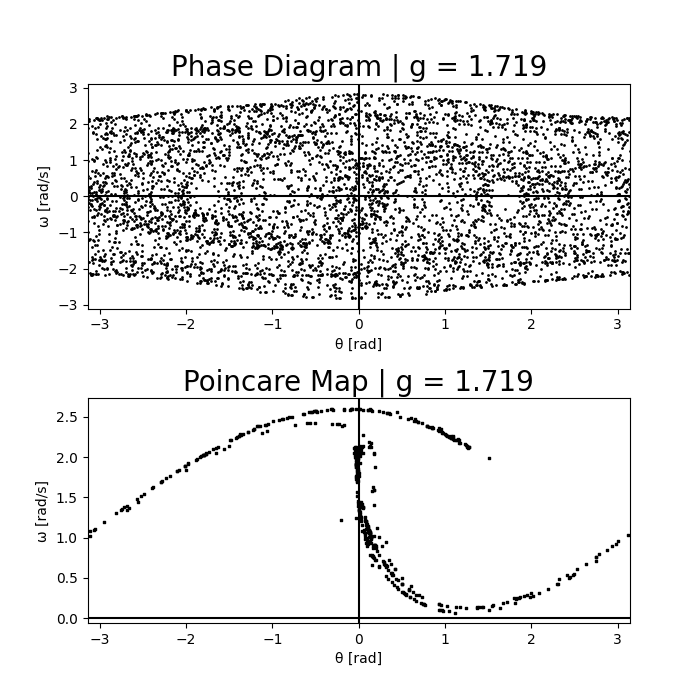 Phase Diagram | g = 1.719
3
2
1
0
−1
−2
−3
ω [rad/s]
−3 −2 −1 0 1 2 3
θ [rad]
Poincare Map | g = 1.719
2.5
2.0
1.5
1.0
0.5
0.0
ω [rad/s]
−3 −2 −1 0 1 2 3
θ [rad]